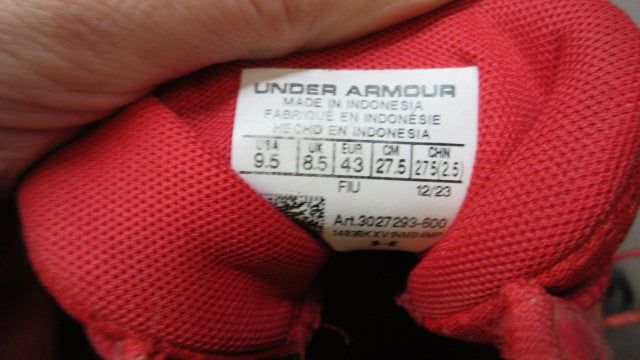 UNDER ARMOUR
MADE IN INDONESIA
FABRIQUÉ EN INDONÉSIE
HECHO EN INDONESIA
USA UK EUR CM CHN
9.5 8.5 43 27.5 275(2.5)
FIU 12/23
Art.3027293-600